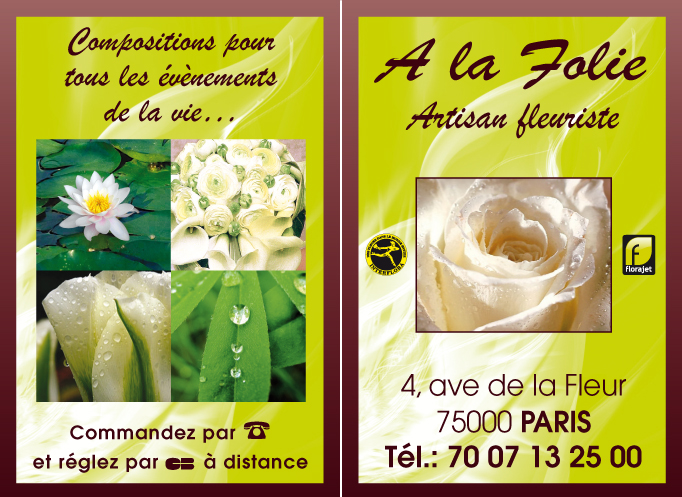 Compositions pour
tous les évènements
de la vie...
Commandez par ☎
et réglez par à distance
A la Folie
Artisan fleuriste
INTERFLORA
florajet
4, ave de la Fleur
75000 PARIS
Tél.: 70 07 13 25 00